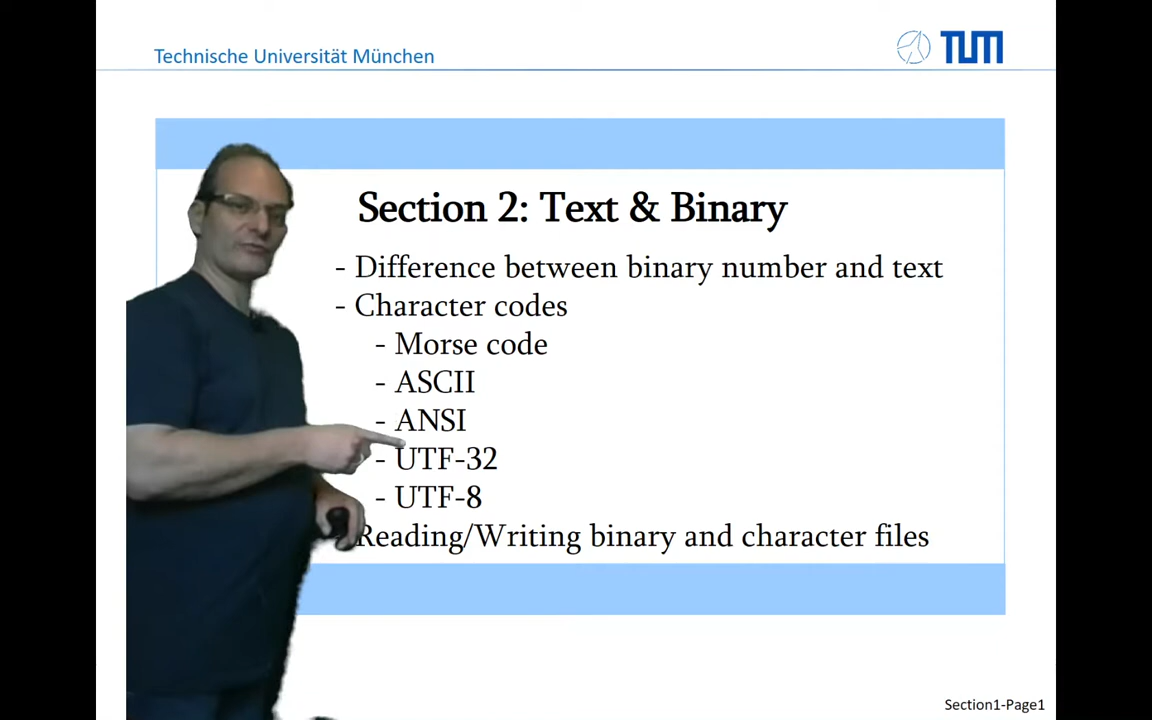 Technische Universität München
TUM
Section 2: Text & Binary
- Difference between binary number and text
- Character codes
- Morse code
- ASCII
- ANSI
- UTF-32
- UTF-8
Reading/Writing binary and character files
Section1-Page1